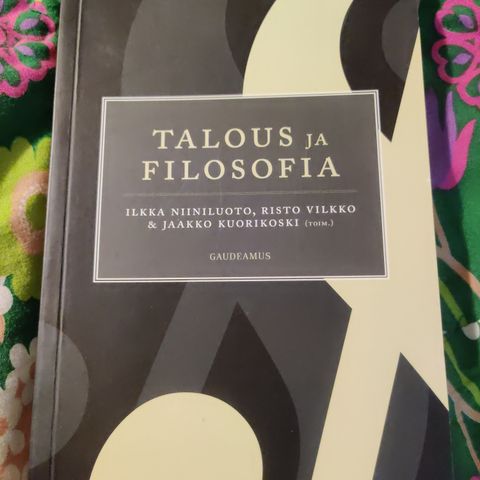 TALOUS JA
FILOSOFIA
ILKKA NIINILUOTO, RISTO VILKKO
& JAAKKO KUORIKOSKI (TOIM.)
GAUDEAMUS